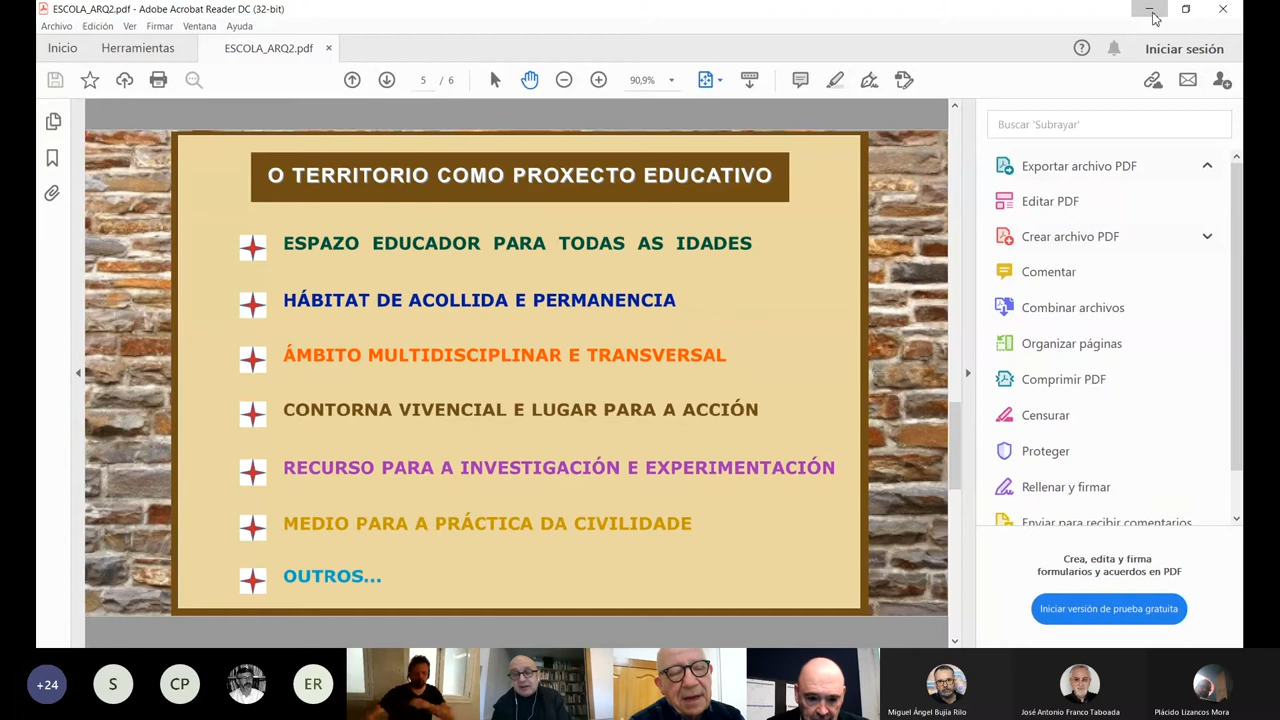 ESCOLA_ARQ2.pdf - Adobe Acrobat Reader DC (32-bit)
Archivo Edición Ver Firmar Ventana Ayuda
Inicio Herramientas ESCOLA_ARQ2.pdf × Iniciar sesión
5 / 6 90,9%
Buscar 'Subrayar'
O TERRITORIO COMO PROXECTO EDUCATIVO
ESPAZO EDUCADOR PARA TODAS AS IDADES
HÁBITAT DE ACOLLIDA E PERMANENCIA
ÁMBITO MULTIDISCIPLINAR E TRANSVERSAL
CONTORNA VIVENCIAL E LUGAR PARA A ACCIÓN
RECURSO PARA A INVESTIGACIÓN E EXPERIMENTACIÓN
MEDIO PARA A PRÁCTICA DA CIVILIDADE
OUTROS...
Exportar archivo PDF
Editar PDF
Crear archivo PDF
Comentar
Combinar archivos
Organizar páginas
Comprimir PDF
Censurar
Proteger
Rellenar y firmar
Enviar para recibir comentarios
Crea, edita y firma
formularios y acuerdos en PDF
Iniciar versión de prueba gratuita
+24 S CP ER
Miguel Ángel Bujía Rilo José Antonio Franco Taboada Plácido Lizancos Mora